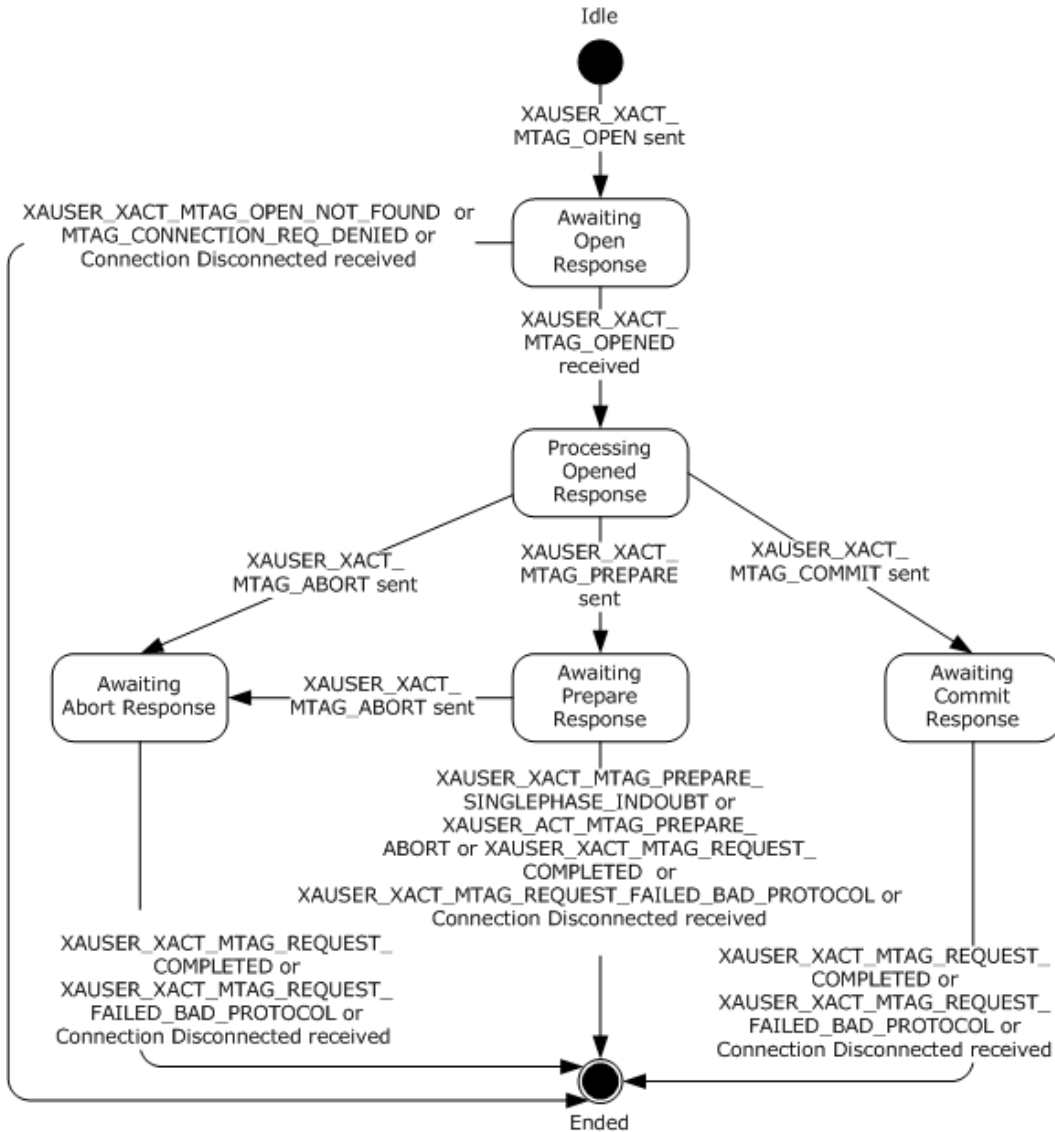 Idle
XAUSER_XACT_
MTAG_OPEN sent
XAUSER_XACT_MTAG_OPEN_NOT_FOUND or
MTAG_CONNECTION_REQ_DENIED or
Connection Disconnected received
Awaiting
Open
Response
XAUSER_XACT_
MTAG_OPENED
received
Processing
Opened
Response
XAUSER_XACT_
MTAG_ABORT sent
XAUSER_XACT_
MTAG_PREPARE
sent
XAUSER_XACT_
MTAG_COMMIT sent
Awaiting
Abort Response
XAUSER_XACT_
MTAG_ABORT sent
Awaiting
Prepare
Response
Awaiting
Commit
Response
XAUSER_XACT_MTAG_PREPARE_
SINGLEPHASE_INDOUBT or
XAUSER_ACT_MTAG_PREPARE_
ABORT or XAUSER_XACT_MTAG_REQUEST_
COMPLETED or
XAUSER_XACT_MTAG_REQUEST_FAILED_BAD_PROTOCOL or
Connection Disconnected received
XAUSER_XACT_MTAG_REQUEST_
COMPLETED or
XAUSER_XACT_MTAG_REQUEST_
FAILED_BAD_PROTOCOL or
Connection Disconnected received
XAUSER_XACT_MTAG_REQUEST_
COMPLETED or
XAUSER_XACT_MTAG_REQUEST_
FAILED_BAD_PROTOCOL or
Connection Disconnected received
Ended